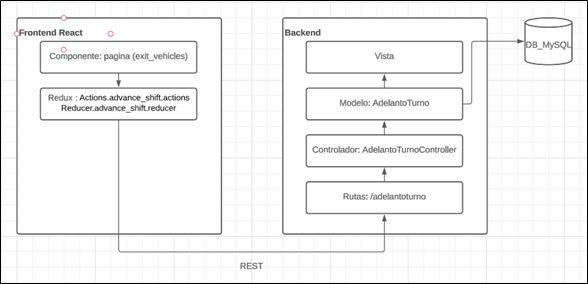 Frontend React
Componente: pagina (exit_vehicles)
Redux : Actions.advance_shift.actions
Reducer.advance_shift.reducer
Backend
Vista
Modelo: AdelantoTurno
Controlador: AdelantoTurnoController
Rutas: /adelantoturno
DB_MySQL
REST